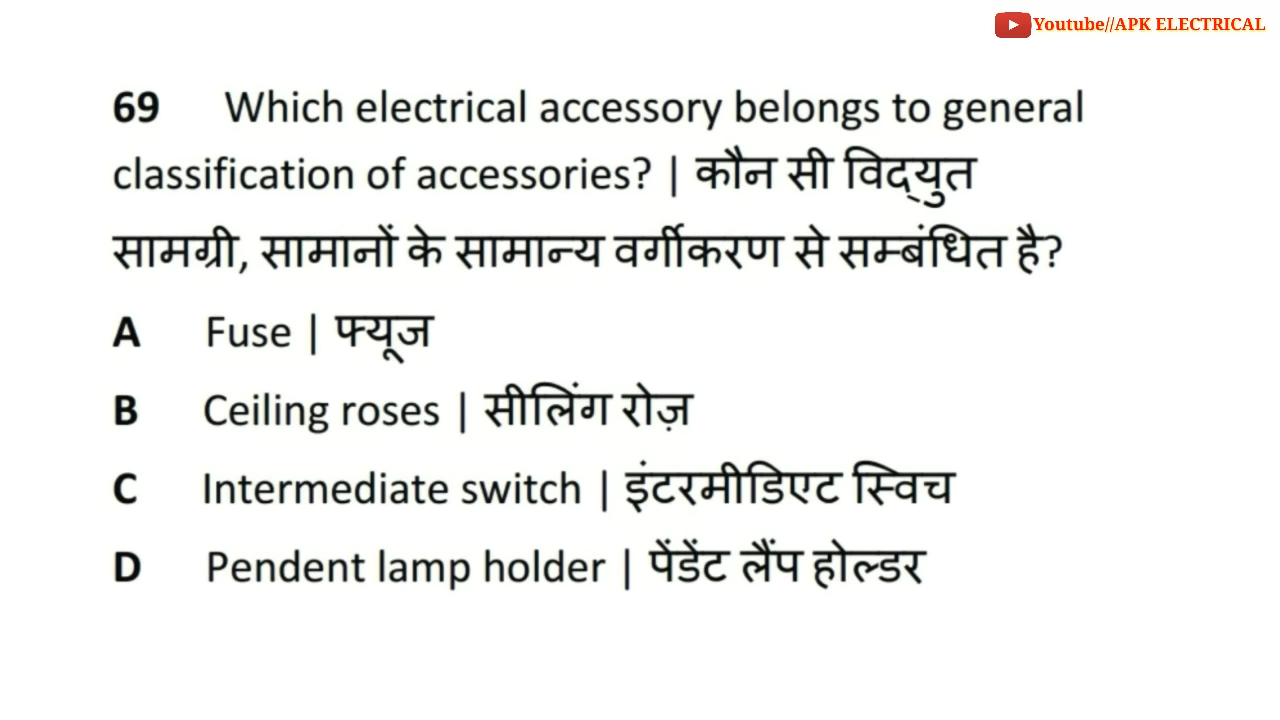 Youtube//APK ELECTRICAL
69 Which electrical accessory belongs to general
classification of accessories? | कौन सी विद्युत
सामग्री, सामानों के सामान्य वर्गीकरण से सम्बंधित है?
A Fuse | फ्यूज
B Ceiling roses | सीलिंग रोज़
C Intermediate switch | इंटरमीडिएट स्विच
D Pendent lamp holder | पेंडेंट लैंप होल्डर